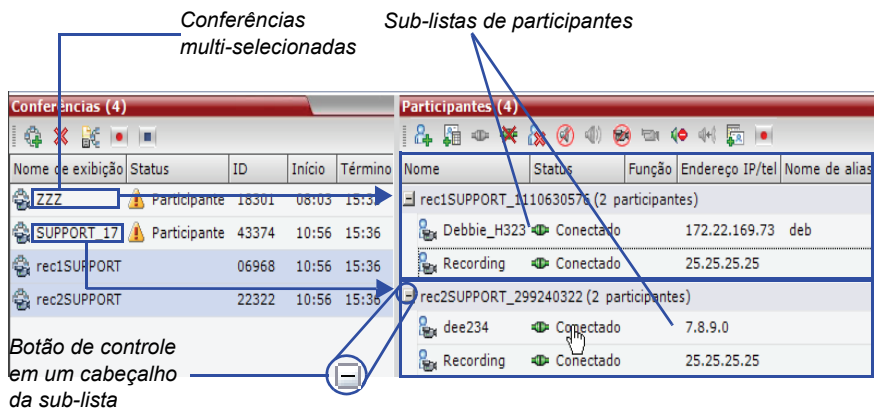 Conferências
multi-selecionadas
Sub-listas de participantes
Conferências (4)
Nome de exibição Status ID Início Término
ZZZ Participante 18301 08:03 15:3
SUPPORT_17 Participante 43374 10:56 15:36
rec1SUPPORT 06968 10:56 15:36
rec2SUPPORT 22322 10:56 15:36
Participantes (4)
Nome Status Função Endereço IP/tel Nome de alias
rec1SUPPORT_1110630576 (2 participantes)
Debbie_H323 Conectado 172.22.169.73 deb
Recording Conectado 25.25.25.25
rec2SUPPORT_299240322 (2 participantes)
dee234 Conectado 7.8.9.0
Recording Conectado 25.25.25.25
Botão de controle
em um cabeçalho
da sub-lista